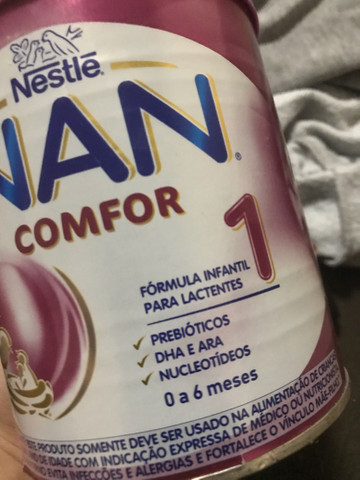 Nestlé
NAN
COMFOR
1
FÓRMULA INFANTIL
PARA LACTENTES
PREBIÓTICOS
DHA E ARA
NUCLEOTÍDEOS
0 a 6 meses
PRODUTO SOMENTE DEVE SER USADO NA ALIMENTAÇÃO DE
DE IDADE COM INDICAÇÃO EXPRESSA DE MÉDICO OU
EVITA INFECÇÕES E ALERGIAS E FORTALECE O VÍNCULO